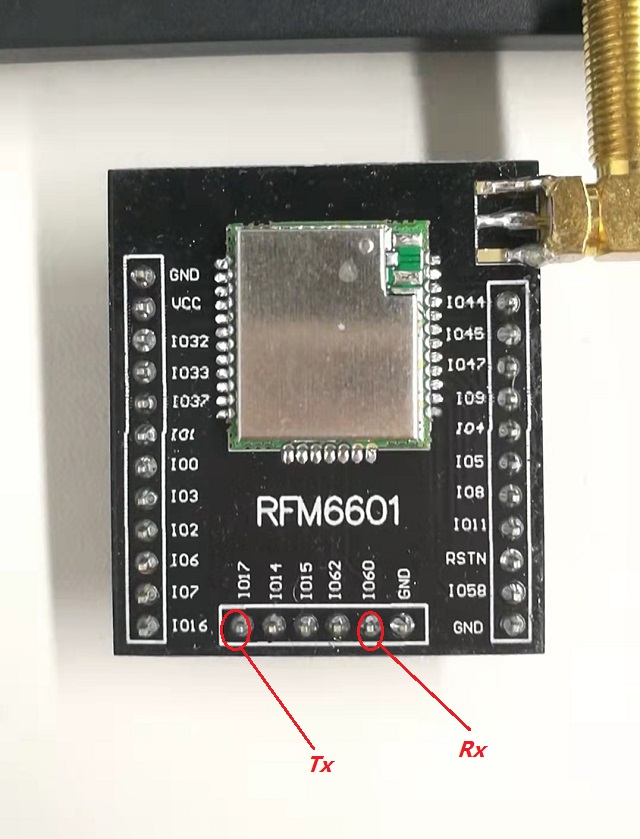 GND
VCC
IO32
IO33
IO37
IO1
IO0
IO3
IO2
IO6
IO7
IO16
IO44
IO45
IO47
IO9
IO4
IO5
IO8
IO11
RSTN
IO58
GND
RFM6601
IO17
IO14
IO15
IO62
IO60
GND
Tx
Rx